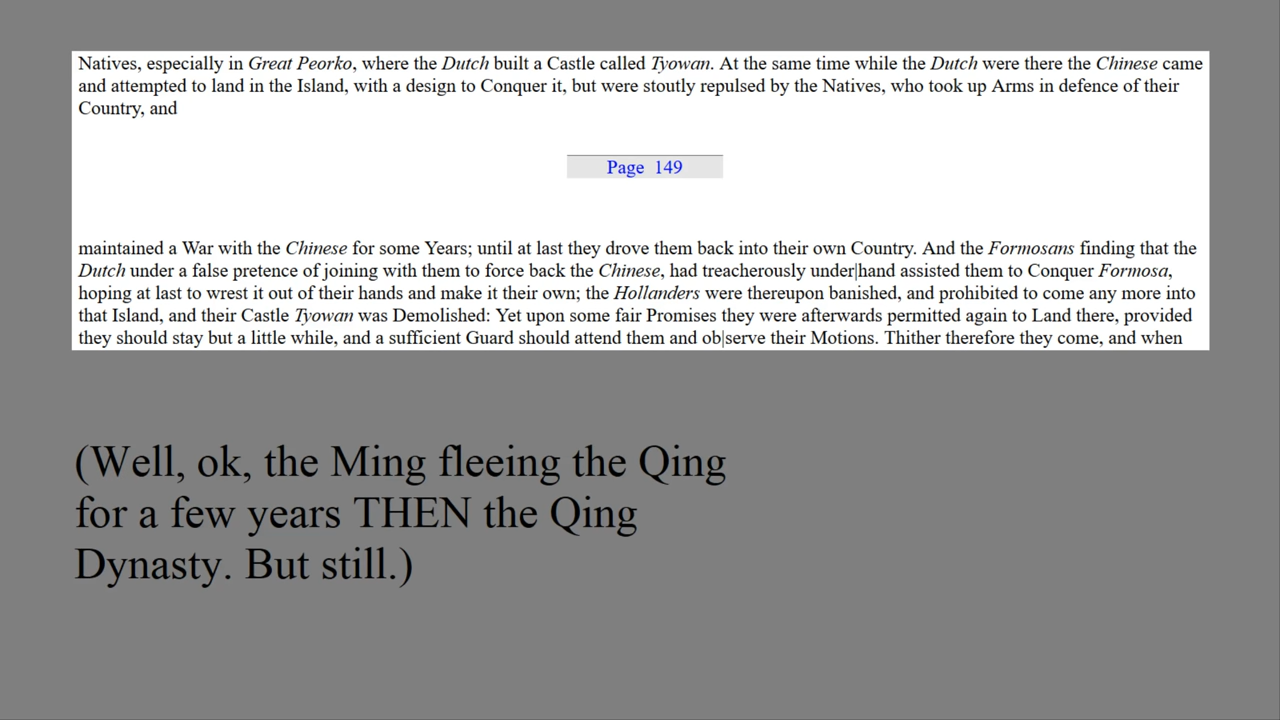 Natives, especially in Great Peorko, where the Dutch built a Castle called Tyowan. At the same time while the Dutch were there the Chinese came
and attempted to land in the Island, with a design to Conquer it, but were stoutly repulsed by the Natives, who took up Arms in defence of their
Country, and
Page 149
maintained a War with the Chinese for some Years; until at last they drove them back into their own Country. And the Formosans finding that the
Dutch under a false pretence of joining with them to force back the Chinese, had treacherously under|hand assisted them to Conquer Formosa,
hoping at last to wrest it out of their hands and make it their own; the Hollanders were thereupon banished, and prohibited to come any more into
that Island, and their Castle Tyowan was Demolished: Yet upon some fair Promises they were afterwards permitted again to Land there, provided
they should stay but a little while, and a sufficient Guard should attend them and ob|serve their Motions. Thither therefore they come, and when
(Well, ok, the Ming fleeing the Qing
for a few years THEN the Qing
Dynasty. But still.)